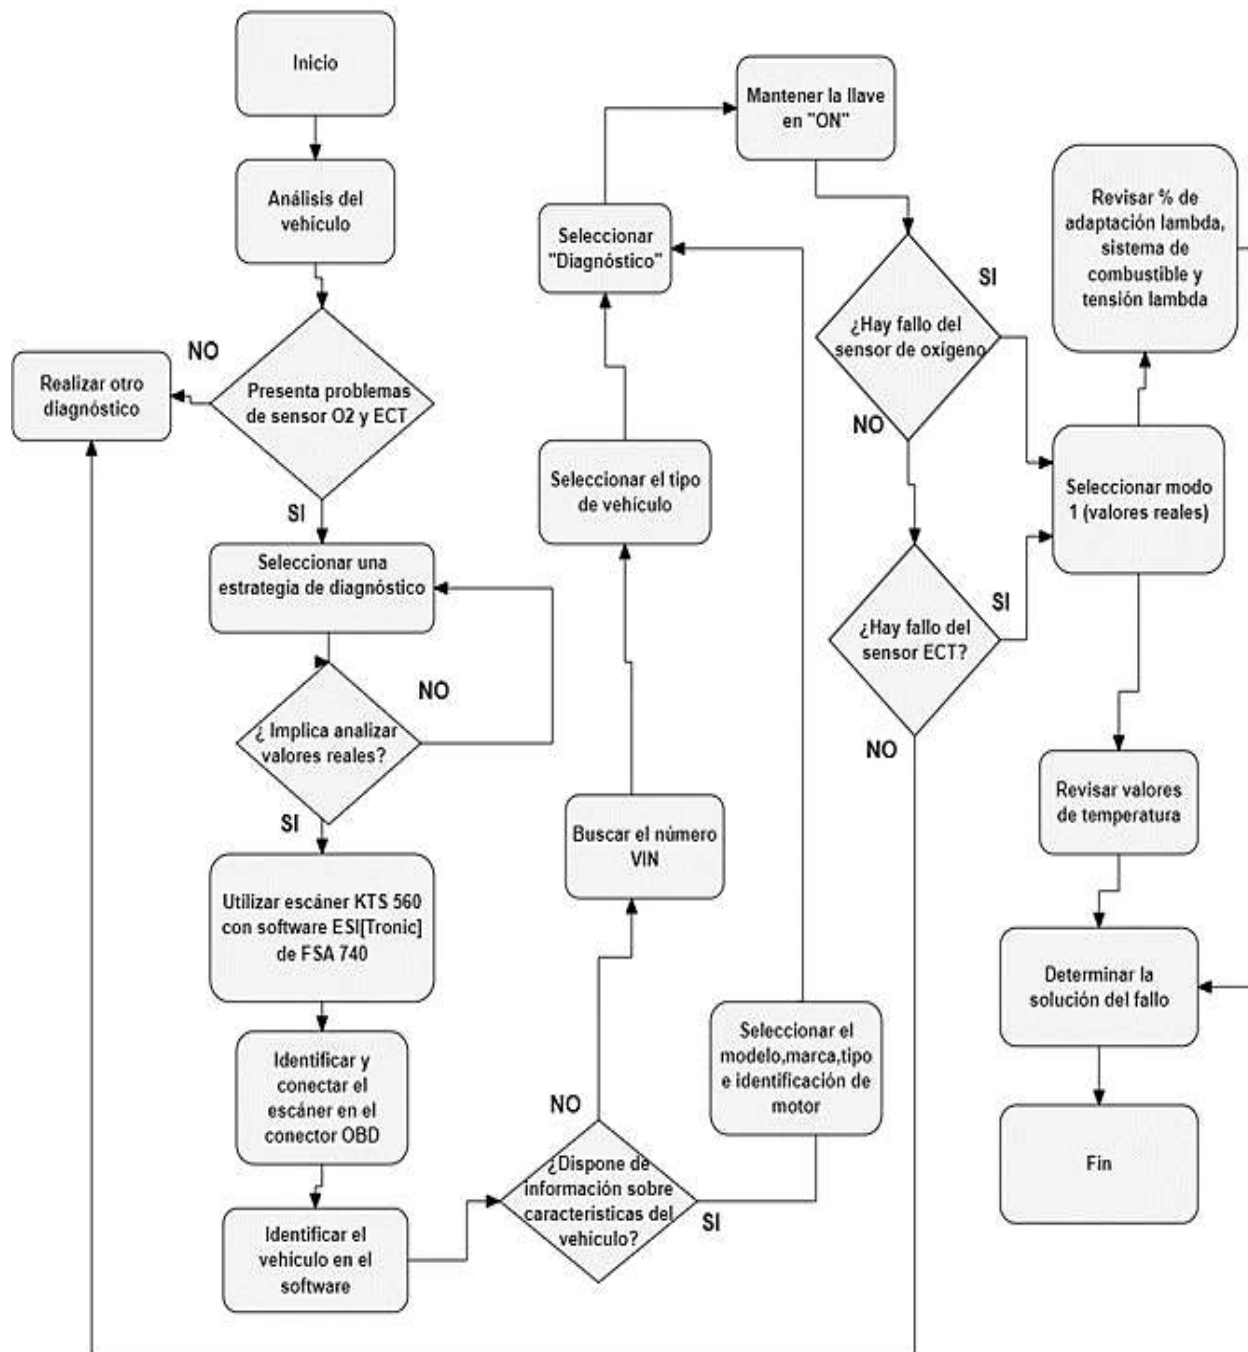 Inicio
Análisis del
vehículo
NO
Presenta problemas
de sensor O2 y ECT
Realizar otro
diagnóstico
SI
Seleccionar una
estrategia de diagnóstico
NO
¿ Implica analizar
valores reales?
SI
Utilizar escáner KTS 560
con software ESI[Tronic]
de FSA 740
Identificar y
conectar el
escáner en el
conector OBD
Identificar el
vehículo en el
software
¿Dispone de
información sobre
características del
vehículo?
NO
SI
Buscar el número
VIN
Seleccionar el tipo
de vehículo
Seleccionar
"Diagnóstico"
Seleccionar el
modelo,marca,tipo
e identificación de
motor
Mantener la llave
en "ON"
¿Hay fallo del
sensor de oxígeno
SI
NO
¿Hay fallo del
sensor ECT?
SI
NO
Seleccionar modo
1 (valores reales)
Revisar % de
adaptación lambda,
sistema de
combustible y
tensión lambda
Revisar valores
de temperatura
Determinar la
solución del fallo
Fin